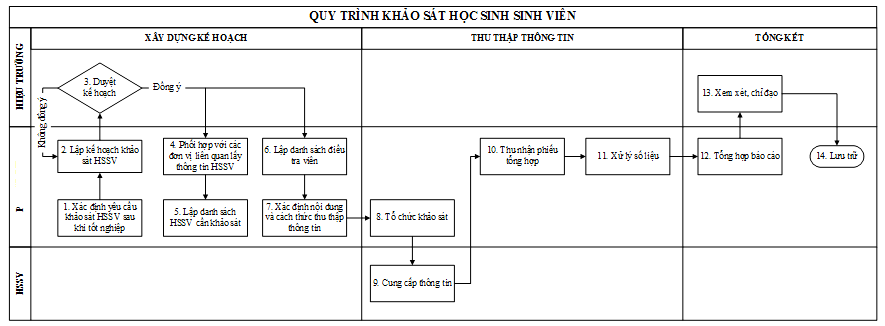 QUY TRÌNH KHẢO SÁT HỌC SINH SINH VIÊN
XÂY DỰNG KẾ HOẠCH
THU THẬP THÔNG TIN
TỔNG KẾT
HIỆU TRƯỞNG
3. Duyệt
kế hoạch
Đồng ý
Không đồng ý
13. Xem xét, chỉ đạo
P
2. Lập kế hoạch khảo
sát HSSV
4. Phối hợp với các
đơn vị liên quan lấy
thông tin HSSV
6. Lập danh sách điều
tra viên
10. Thu nhận phiếu
tổng hợp
11. Xử lý số liệu
12. Tổng hợp báo cáo
14. Lưu trữ
1. Xác định yêu cầu
khảo sát HSSV sau
khi tốt nghiệp
5. Lập danh sách
HSSV cần khảo sát
7. Xác định nội dung
và cách thức thu thập
thông tin
8. Tổ chức khảo sát
HSSV
9. Cung cấp thông tin